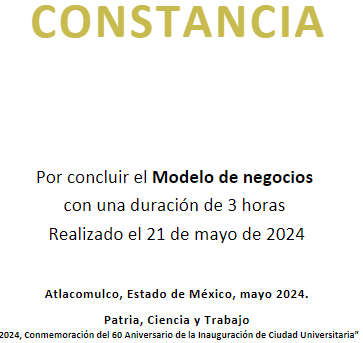 CONSTANCIA
Por concluir el Modelo de negocios
con una duración de 3 horas
Realizado el 21 de mayo de 2024
Atlacomulco, Estado de México, mayo 2024.
Patria, Ciencia y Trabajo
2024, Conmemoración del 60 Aniversario de la Inauguración de Ciudad Universitaria"